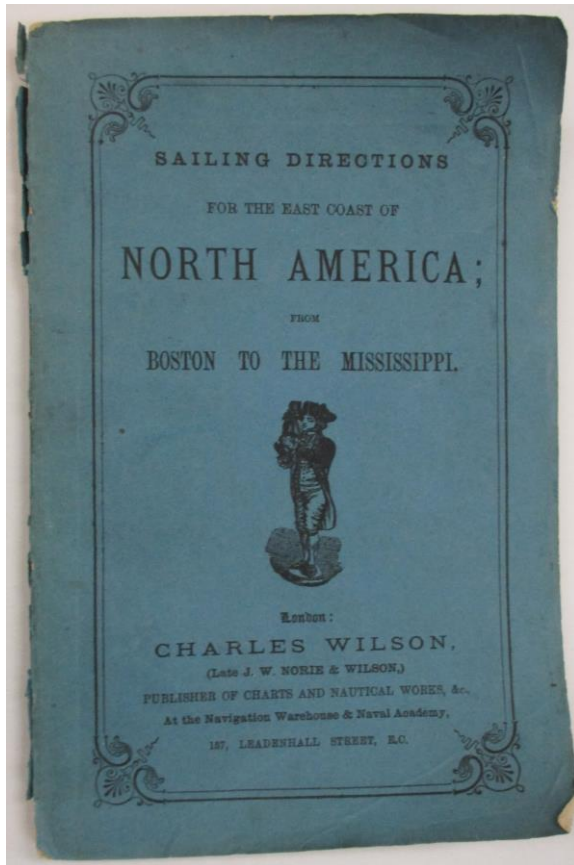 SAILING DIRECTIONS
FOR THE EAST COAST OF
NORTH AMERICA;
FROM
BOSTON TO THE MISSISSIPPI.
London:
CHARLES WILSON,
(Late J. W. NORIE & WILSON,)
PUBLISHER OF CHARTS AND NAUTICAL WORKS, &c.,
At the Navigation Warehouse & Naval Academy,
157, LEADENHALL STREET, E.C.